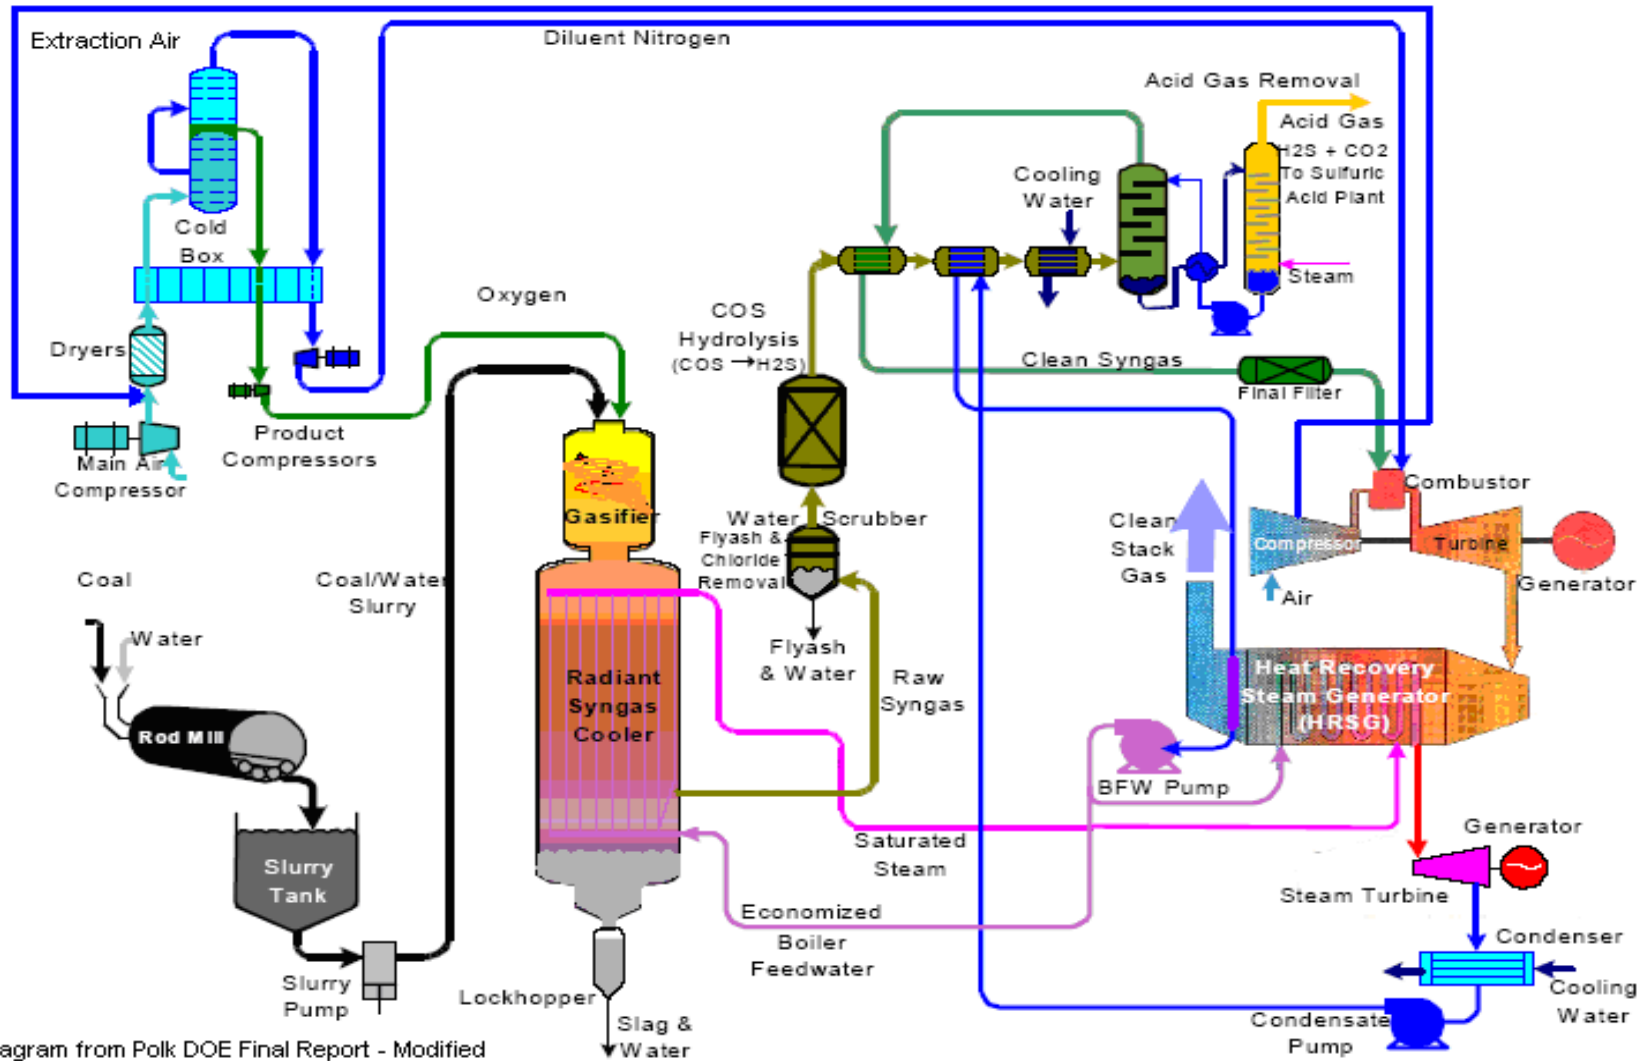 Extraction Air
Diluent Nitrogen
Acid Gas Removal
Acid Gas
H2S + CO2
To Sulfuric
Acid Plant
Steam
Cooling
Water
Cold
Box
Oxygen
COS
Hydrolysis
(COS →H2S)
Dryers
Clean Syngas
Final Filter
Product
Compressors
Main Air
Compressor
Combustor
Compressor
Turbine
Generator
Air
Clean
Stack
Gas
Gasifier
Water Scrubber
Flyash &
Chloride
Removal
Flyash
& Water
Coal
Water
Coal/Water
Slurry
Rod Mill
Radiant
Syngas
Cooler
Raw
Syngas
Heat Recovery
Steam Generator
(HRSG)
BFW Pump
Saturated
Steam
Generator
Steam Turbine
Slurry
Tank
Economized
Boiler
Feedwater
Condenser
Cooling
Water
Slurry
Pump
Lockhopper
Slag &
Water
Condensate
Pump
agram from Polk DOE Final Report - Modified